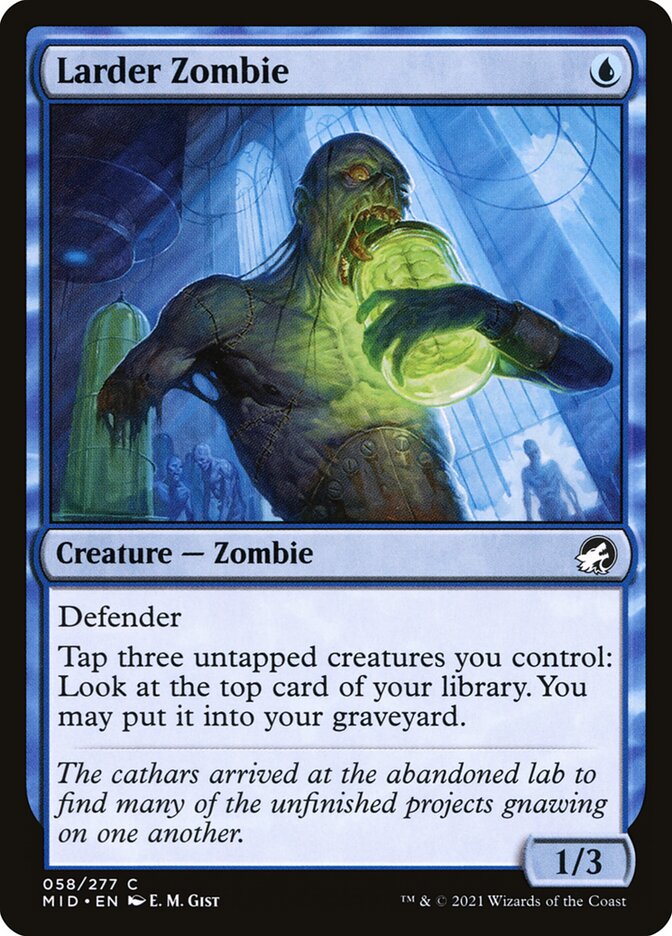 Larder Zombie
Creature — Zombie
Defender
Tap three untapped creatures you control:
Look at the top card of your library. You
may put it into your graveyard.
The cathars arrived at the abandoned lab to
find many of the unfinished projects gnawing
on one another.
1/3
058/277 C
MID • EN E. M. Gist
™ & © 2021 Wizards of the Coast